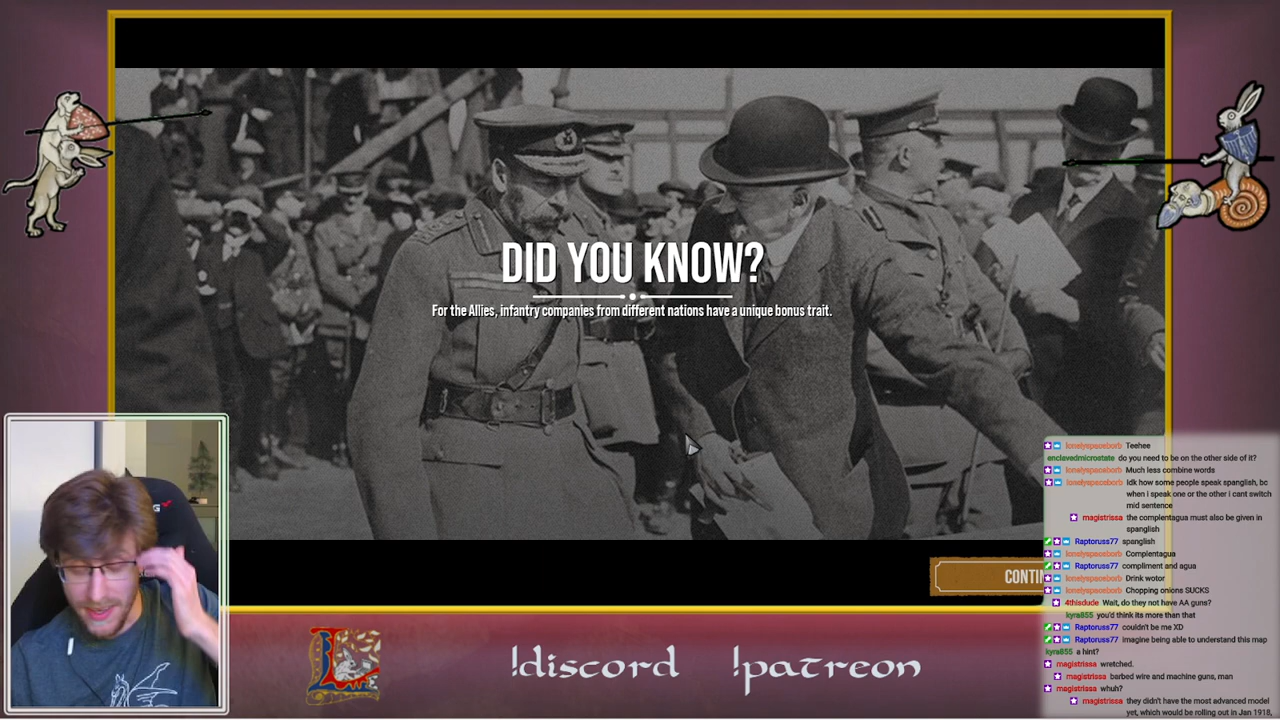 DID YOU KNOW?
For the Allies, infantry companies from different nations have a unique bonus trait.
CONTI
lonelyspaceborb Teehee
enclavedmicrostate do you need to be on the other side of it?
lonelyspaceborb Much less combine words
lonelyspaceborb Idk how some people speak spanglish, bc
when i speak one or the other i cant switch
mid sentence
magistrissa the complentagua must also be given in
spanglish
Raptoruss77 spanglish
lonelyspaceborb Complentagua
Raptoruss77 compliment and agua
lonelyspaceborb Drink wotor
lonelyspaceborb Chopping onions SUCKS
4thisdude Wait, do they not have AA guns?
kyra855 you'd think its more than that
Raptoruss77 couldn't be me XD
Raptoruss77 imagine being able to understand this map
kyra855 a hint?
magistrissa wretched.
magistrissa barbed wire and machine guns, man
magistrissa whuh?
magistrissa they didn't have the most advanced model
yet, which would be rolling out in Jan 1918,
!discord !patreon